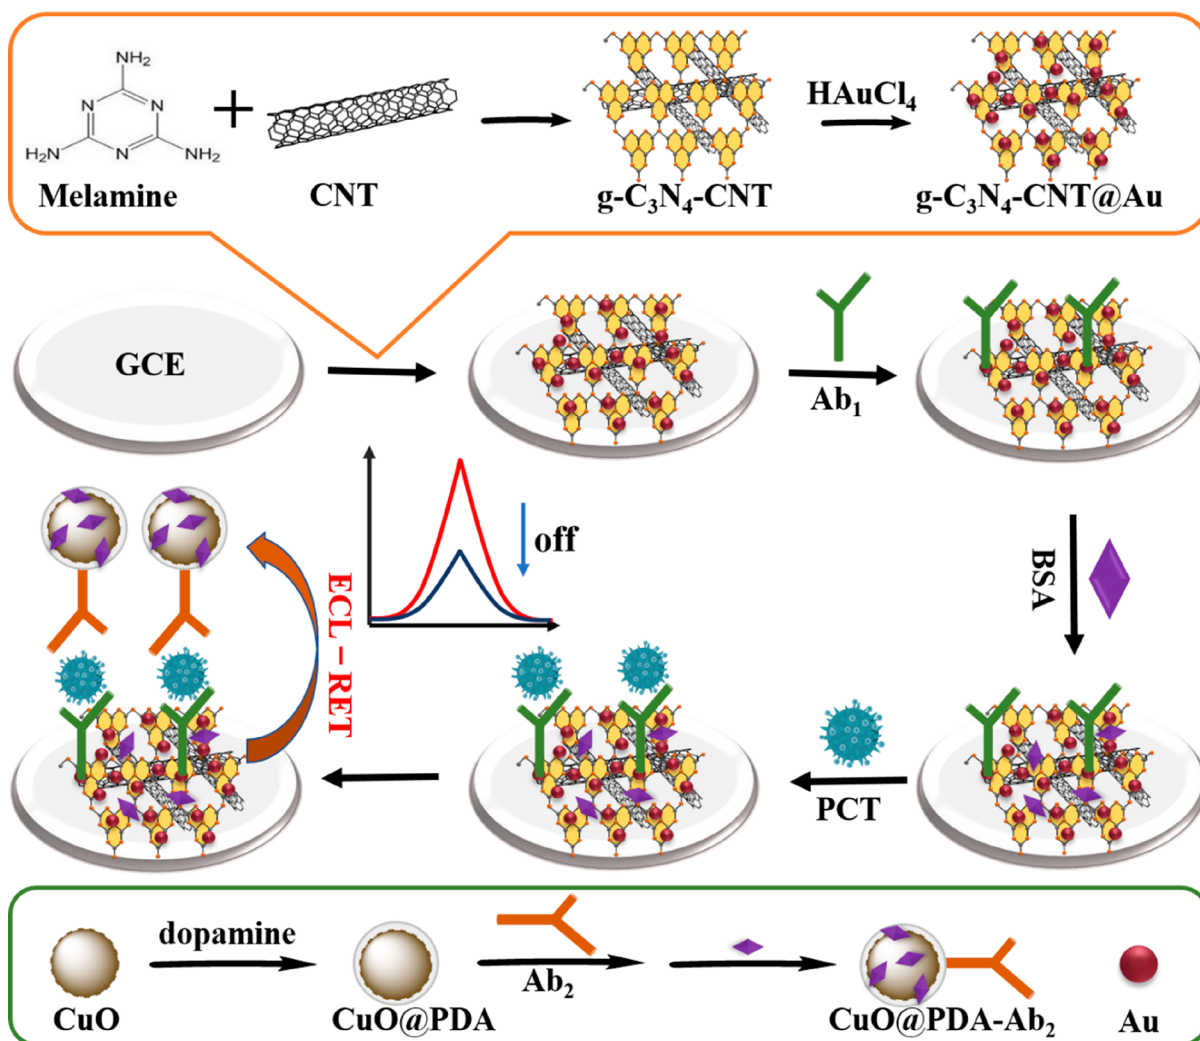 NH₂
N
N
N
H₂N
NH₂
Melamine
+
CNT
g-C₃N₄-CNT
HAuCl₄
g-C₃N₄-CNT@Au
GCE
Ab₁
off
BSA
ECL – RET
PCT
dopamine
Ab₂
CuO
CuO@PDA
CuO@PDA-Ab₂
Au